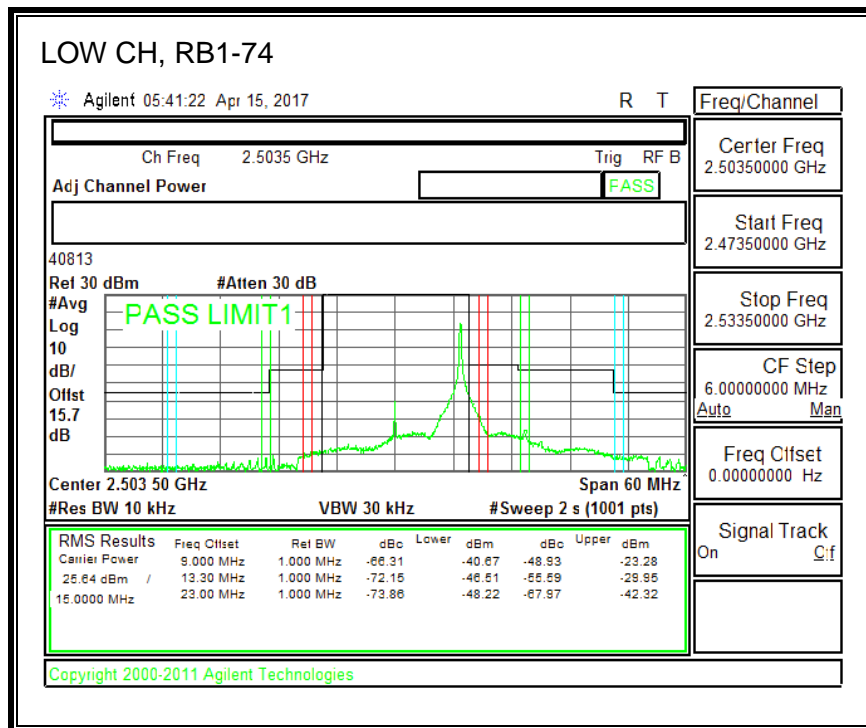 LOW CH, RB1-74
Agilent 05:41:22 Apr 15, 2017 R T
Freq/Channel
Ch Freq 2.5035 GHz Trig RF B
Adj Channel Power PASS
Center Freq
2.50350000 GHz
Start Freq
2.47350000 GHz
Stop Freq
2.53350000 GHz
CF Step
6.00000000 MHz
Auto Man
Freq Offset
0.00000000 Hz
Signal Track
On Off
40813
Ref 30 dBm #Atten 30 dB
#Avg
Log
10
dB/
Offst
15.7
dB
PASS LIMIT1
Center 2.503 50 GHz Span 60 MHz
#Res BW 10 kHz VBW 30 kHz #Sweep 2 s (1001 pts)
RMS Results Freq Offset Ref BW dBc Lower dBm dBc Upper dBm
Carrier Power 9.000 MHz 1.000 MHz -66.31 -40.67 -48.93 -23.28
25.64 dBm / 13.30 MHz 1.000 MHz -72.15 -46.51 -55.59 -29.95
15.0000 MHz 23.00 MHz 1.000 MHz -73.86 -48.22 -67.97 -42.32
Copyright 2000-2011 Agilent Technologies